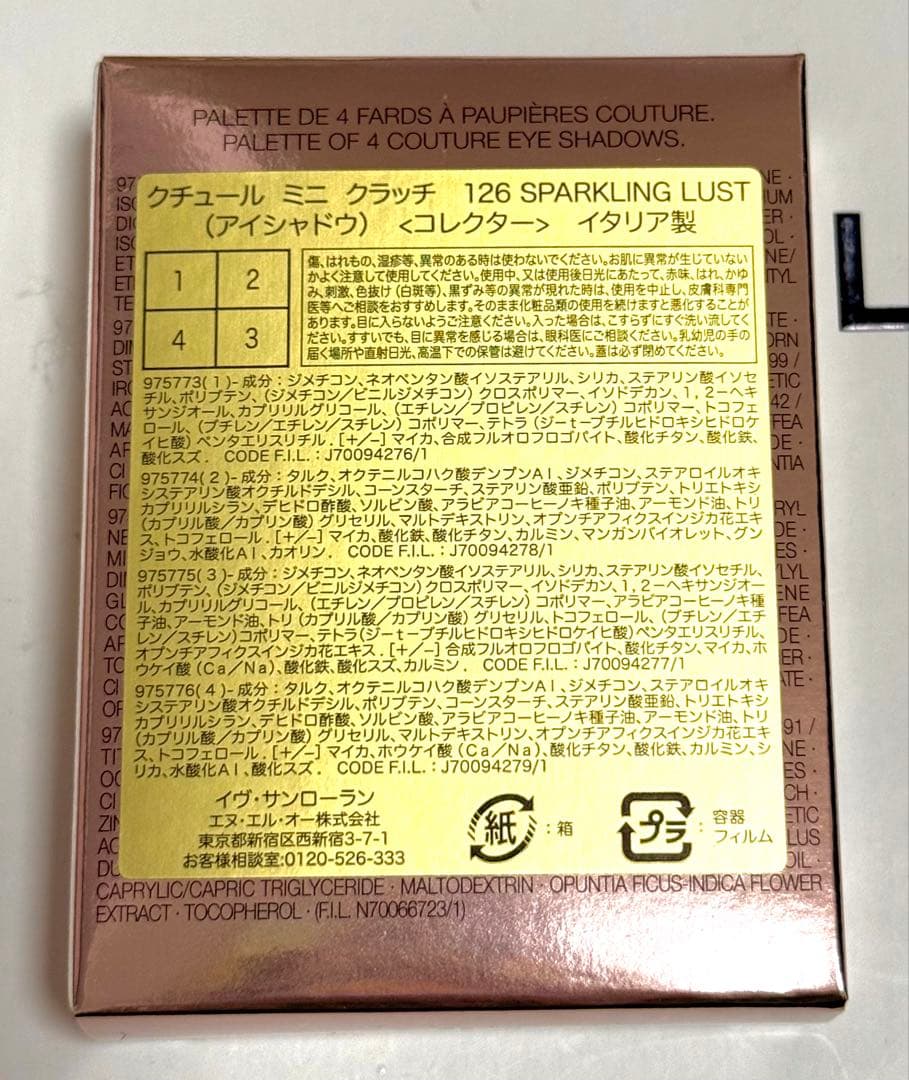 PALETTE DE 4 FARDS À PAUPIÈRES COUTURE.
PALETTE OF 4 COUTURE EYE SHADOWS.
クチュール ミニ クラッチ 126 SPARKLING LUST
(アイシャドウ) <コレクター> イタリア製
1 2
4 3
傷、はれもの、湿疹等、異常のある時は使わないでください。お肌に異常が生じていない
かよく注意して使用してください。使用中、又は使用後日光にあたって、赤味、はれ、かゆ
み、刺激、色抜け(白斑等)、黒ずみ等の異常が現れた時は、使用を中止し、皮膚科専門
医等へご相談をおすすめします。そのまま化粧品類の使用を続けますと悪化することが
あります。目に入らないようご注意ください。入った場合は、こすらずにすぐ洗い流してく
ださい。すすいでも、目に異常を感じる場合は、眼科医にご相談ください。乳幼児の手の
届く場所や直射日光、高温下での保管は避けてください。蓋は必ず閉めてください。
975773(1)-成分:ジメチコン、ネオペンタン酸イソステアリル、シリカ、ステアリン酸イソセ
チル、ポリブテン、(ジメチコン/ビニルジメチコン)クロスポリマー、イソドデカン、1,2-ヘキ
サンジオール、カプリリルグリコール、(エチレン/プロピレン/スチレン)コポリマー、トコフェ
ロール、(ブチレン/エチレン/スチレン)コポリマー、テトラ(ジーt-ブチルヒドロキシヒドロケ
イヒ酸)ペンタエリスリチル.[+/-]マイカ、合成フルオロフロゴパイト、酸化チタン、酸化鉄、
酸化スズ. CODE F.I.L.:J70094276/1
975774(2)-成分:タルク、オクテニルコハク酸デンプンAl、ジメチコン、ステアロイルオキ
システアリン酸オクチルドデシル、コーンスターチ、ステアリン酸亜鉛、ポリブテン、トリエトキシ
カプリリルシラン、デヒドロ酢酸、ソルビン酸、アラビアコーヒーノキ種子油、アーモンド油、トリ
(カプリル酸/カプリン酸)グリセリル、マルトデキストリン、オプンチアフィクスインジカ花エキ
ス、トコフェロール.[+/-]マイカ、酸化鉄、酸化チタン、カルミン、マンガンバイオレット、グン
ジョウ、水酸化Al、カオリン. CODE F.I.L.:J70094278/1
975775(3)-成分:ジメチコン、ネオペンタン酸イソステアリル、シリカ、ステアリン酸イソセチル、
ポリブテン、(ジメチコン/ビニルジメチコン)クロスポリマー、イソドデカン、1,2-ヘキサンジオー
ル、カプリリルグリコール、(エチレン/プロピレン/スチレン)コポリマー、アラビアコーヒーノキ種
子油、アーモンド油、トリ(カプリル酸/カプリン酸)グリセリル、トコフェロール、(ブチレン/エチ
レン/スチレン)コポリマー、テトラ(ジーt-ブチルヒドロキシヒドロケイヒ酸)ペンタエリスリチル、
オプンチアフィクスインジカ花エキス.[+/-]合成フルオロフロゴパイト、酸化チタン、マイカ、ホ
ウケイ酸(Ca/Na)、酸化鉄、酸化スズ、カルミン. CODE F.I.L.:J70094277/1
975776(4)-成分:タルク、オクテニルコハク酸デンプンAl、ジメチコン、ステアロイルオキ
システアリン酸オクチルドデシル、ポリブテン、コーンスターチ、ステアリン酸亜鉛、トリエトキシ
カプリリルシラン、デヒドロ酢酸、ソルビン酸、アラビアコーヒーノキ種子油、アーモンド油、トリ
(カプリル酸/カプリン酸)グリセリル、マルトデキストリン、オプンチアフィクスインジカ花エキ
ス、トコフェロール.[+/-]マイカ、ホウケイ酸(Ca/Na)、酸化チタン、酸化鉄、カルミン、シ
リカ、水酸化Al、酸化スズ. CODE F.I.L.:J70094279/1
イヴ・サンローラン
エヌ・エル・オー株式会社
東京都新宿区西新宿3-7-1
お客様相談室:0120-526-333
紙 :箱
プラ :容器
フィルム
CAPRYLIC/CAPRIC TRIGLYCERIDE · MALTODEXTRIN · OPUNTIA FICUS-INDICA FLOWER
EXTRACT · TOCOPHEROL · (F.I.L. N70066723/1)